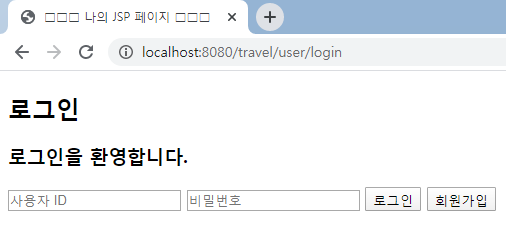 □□□ 나의 JSP 페이지 □□□
localhost:8080/travel/user/login
로그인
로그인을 환영합니다.
사용자 ID 비밀번호 로그인 회원가입